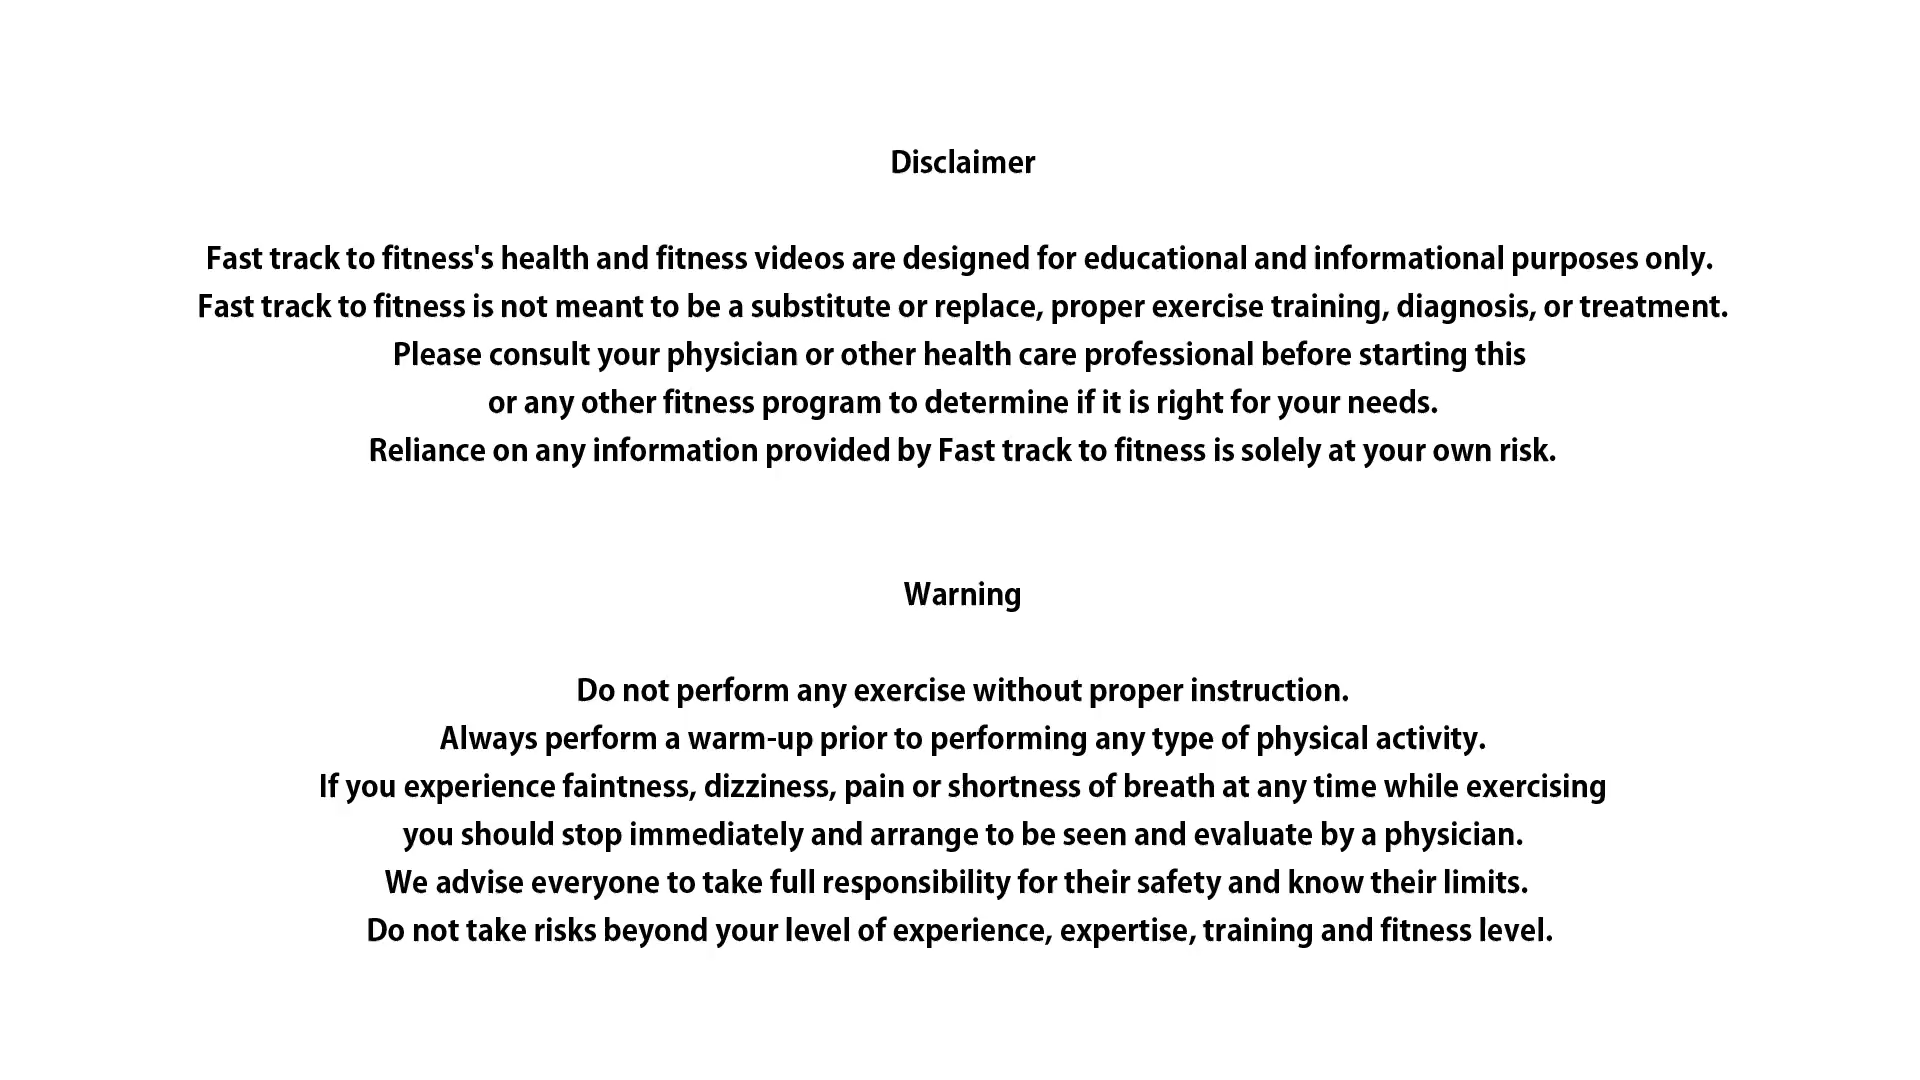 Disclaimer
Fast track to fitness's health and fitness videos are designed for educational and informational purposes only.
Fast track to fitness is not meant to be a substitute or replace, proper exercise training, diagnosis, or treatment.
Please consult your physician or other health care professional before starting this
or any other fitness program to determine if it is right for your needs.
Reliance on any information provided by Fast track to fitness is solely at your own risk.
Warning
Do not perform any exercise without proper instruction.
Always perform a warm-up prior to performing any type of physical activity.
If you experience faintness, dizziness, pain or shortness of breath at any time while exercising
you should stop immediately and arrange to be seen and evaluate by a physician.
We advise everyone to take full responsibility for their safety and know their limits.
Do not take risks beyond your level of experience, expertise, training and fitness level.